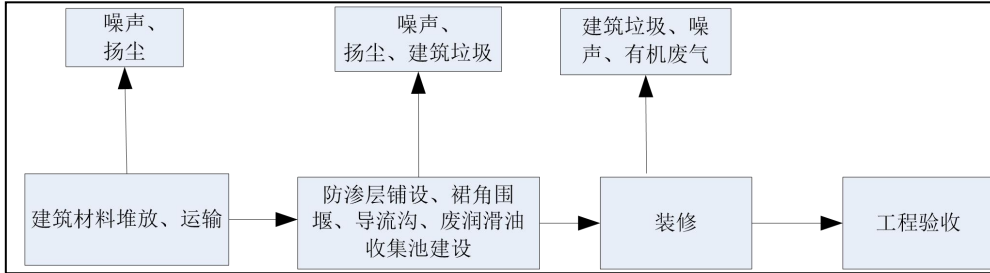 噪声、
扬尘
噪声、
扬尘、建筑垃圾
建筑垃圾、噪
声、有机废气
建筑材料堆放、运输
防渗层铺设、裙角围
堰、导流沟、废润滑油
收集池建设
装修
工程验收